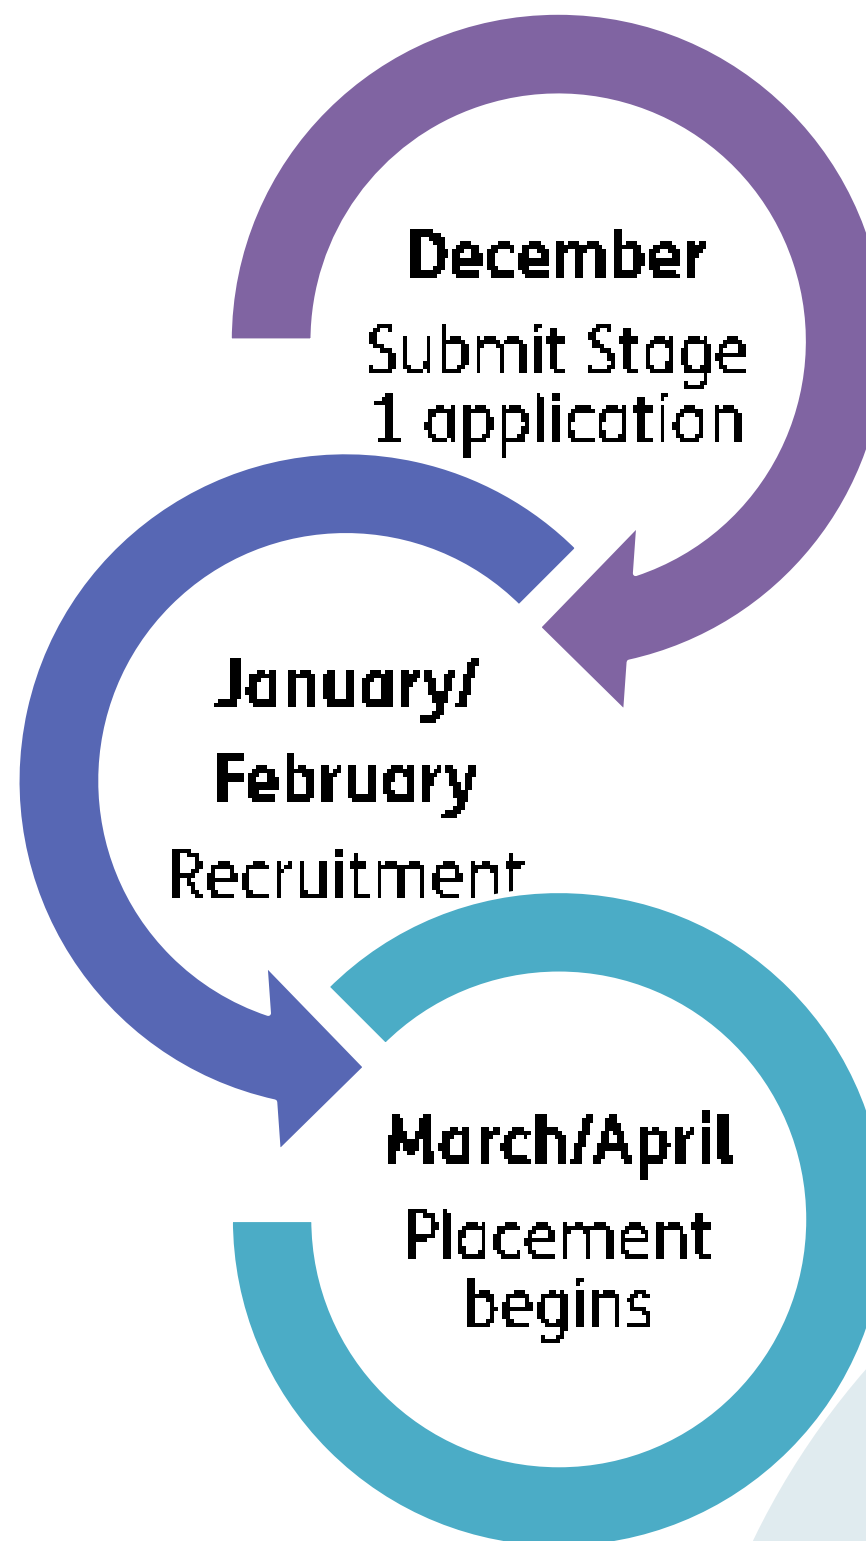 December
Submit Stage
1 application
January/
February
Recruitment
March/April
Placement
begins